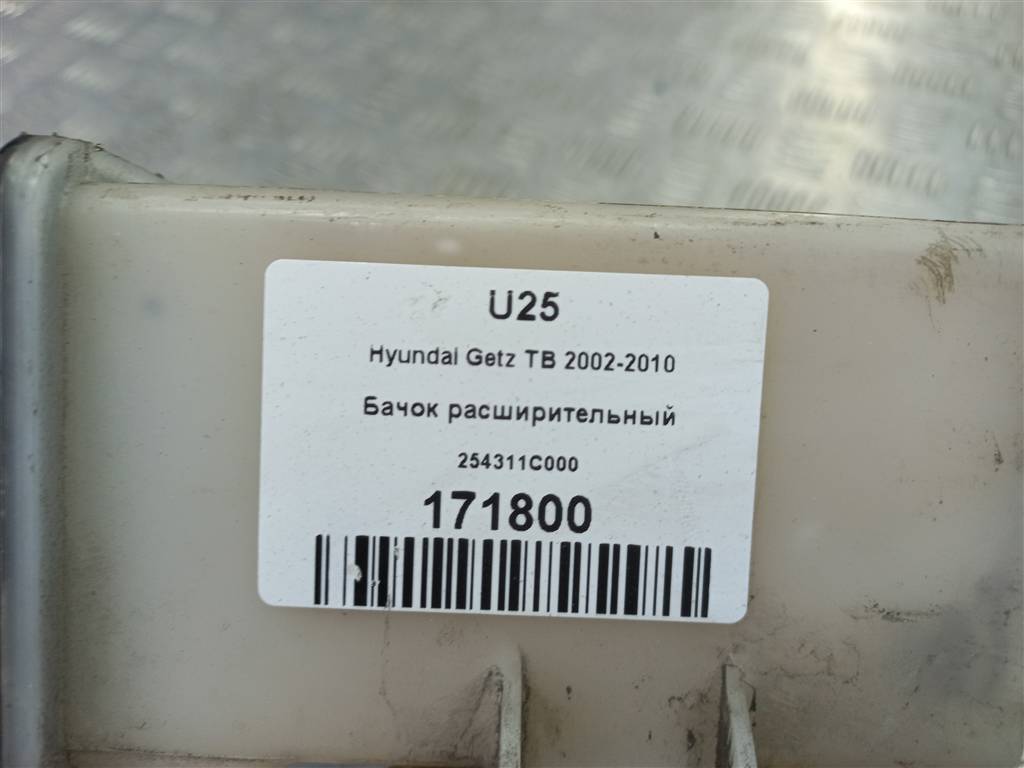 U25
Hyundai Getz TB 2002-2010
Бачок расширительный
254311C000
171800